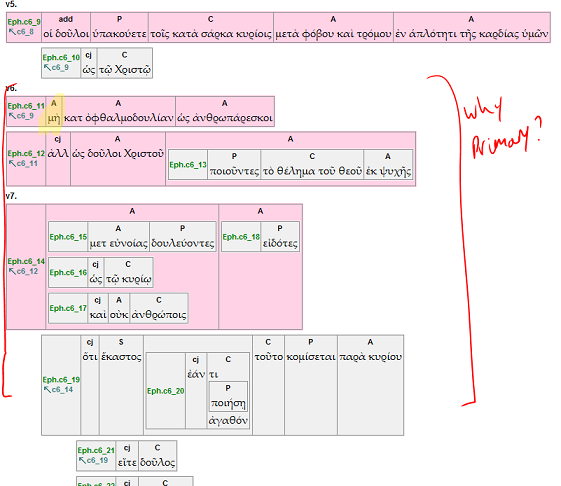 v5.
add P C A A
Eph.c6_9 οἱ δοῦλοι ὑπακούετε τοῖς κατὰ σάρκα κυρίοις μετὰ φόβου καὶ τρόμου ἐν ἁπλότητι τῆς καρδίας ὑμῶν
↖c6_8
cj C
Eph.c6_10 ὡς τῷ Χριστῷ
↖c6_9
v6.
A A A
Eph.c6_11 μὴ κατ ὀφθαλμοδουλίαν ὡς ἀνθρωπάρεσκοι
↖c6_9
cj A A
Eph.c6_12 ἀλλ ὡς δοῦλοι Χριστοῦ
↖c6_11
P C A
Eph.c6_13 ποιοῦντες τὸ θέλημα τοῦ θεοῦ ἐκ ψυχῆς
why primary?
v7.
A A
Eph.c6_14
↖c6_12
A P
Eph.c6_15 μετ εὐνοίας δουλεύοντες
P
Eph.c6_18 εἰδότες
cj C
Eph.c6_16 ὡς τῷ κυρίῳ
cj A C
Eph.c6_17 καὶ οὐκ ἀνθρώποις
cj S C P A
Eph.c6_19 ὅτι ἕκαστος τοῦτο κομίσεται παρὰ κυρίου
↖c6_14
cj C
Eph.c6_20 ἐάν τι
P
ποιήσῃ
ἀγαθόν
cj C
Eph.c6_21 εἴτε δοῦλος
↖c6_19
cj C